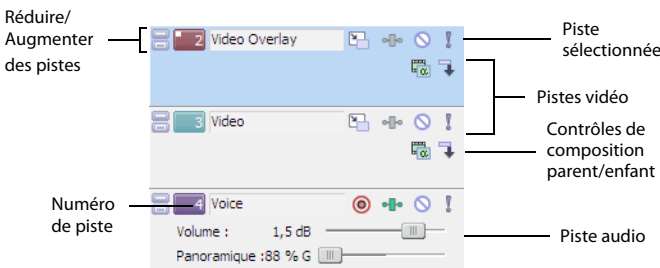 Réduire/
Augmenter
des pistes
2 Video Overlay
α
Piste
sélectionnée
Pistes vidéo
3 Video
α
Contrôles de
composition
parent/enfant
Numéro
de piste
4 Voice
Volume : 1,5 dB
Panoramique :88 % G
Piste audio